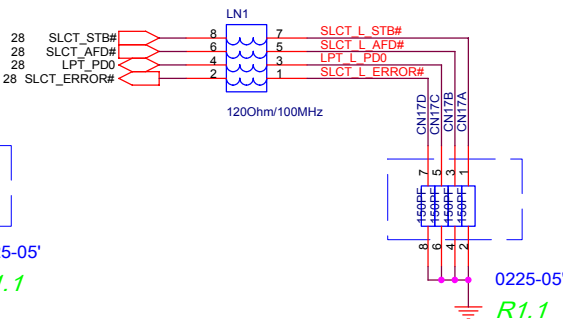 LN1
28 SLCT_STB# 8 7 SLCT_L_STB#
28 SLCT_AFD# 6 5 SLCT_L_AFD#
28 LPT_PD0 4 3 LPT_L_PD0
28 SLCT_ERROR# 2 1 SLCT_L_ERROR#
120Ohm/100MHz
CN17D CN17C CN17B CN17A
7 5 3 1
150PF 150PF 150PF 150PF
8 6 4 2
25-05'
0225-05'
.1
R1.1